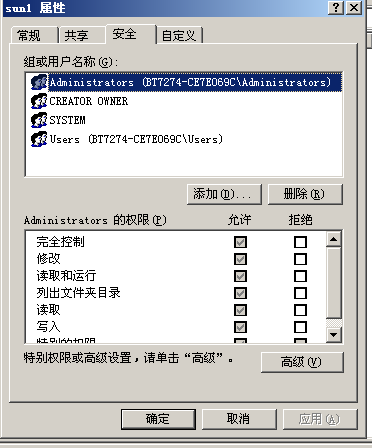 sun1 属性
常规 共享 安全 自定义
组或用户名称(G):
Administrators (BT7274-CE7E069C\Administrators)
CREATOR OWNER
SYSTEM
Users (BT7274-CE7E069C\Users)
添加(D)... 删除(R)
Administrators 的权限(P) 允许 拒绝
完全控制
修改
读取和运行
列出文件夹目录
读取
写入
特别的权限
特别权限或高级设置，请单击“高级”。 高级(V)
确定 取消 应用(A)